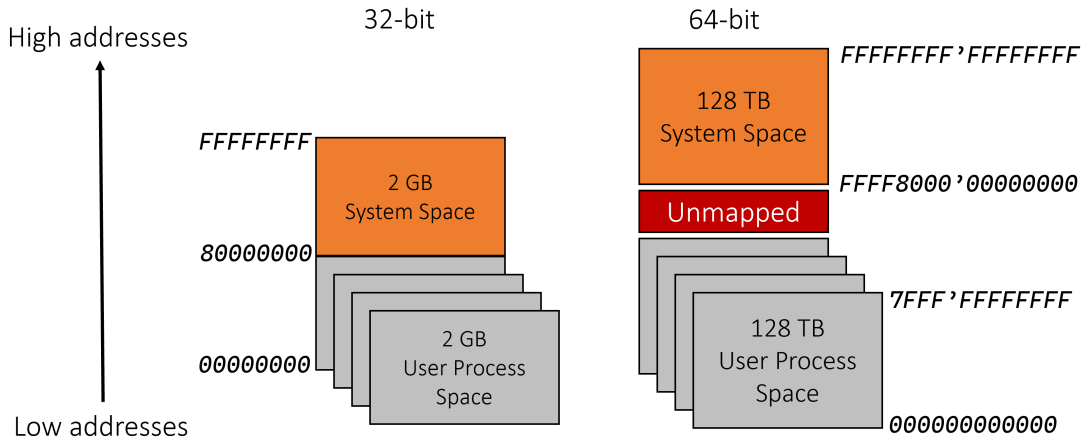 32-bit
64-bit
High addresses
FFFFFFFF
2 GB
System Space
80000000
00000000
2 GB
User Process
Space
Low addresses
FFFFFFFF’FFFFFFFF
128 TB
System Space
FFFF8000’00000000
Unmapped
7FFF’FFFFFFFF
128 TB
User Process
Space
000000000000